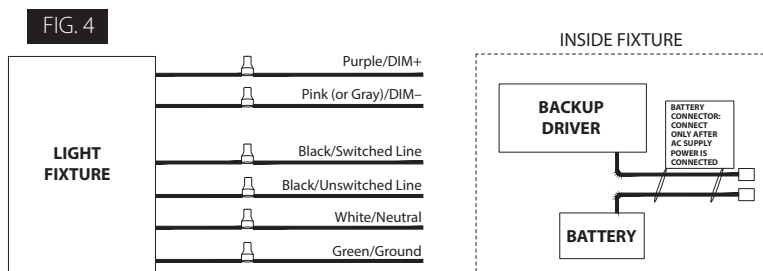 FIG. 4
LIGHT
FIXTURE
Purple/DIM+
Pink (or Gray)/DIM–
Black/Switched Line
Black/Unswitched Line
White/Neutral
Green/Ground
INSIDE FIXTURE
BACKUP
DRIVER
BATTERY
CONNECTOR:
CONNECT
ONLY AFTER
AC SUPPLY
POWER IS
CONNECTED
BATTERY